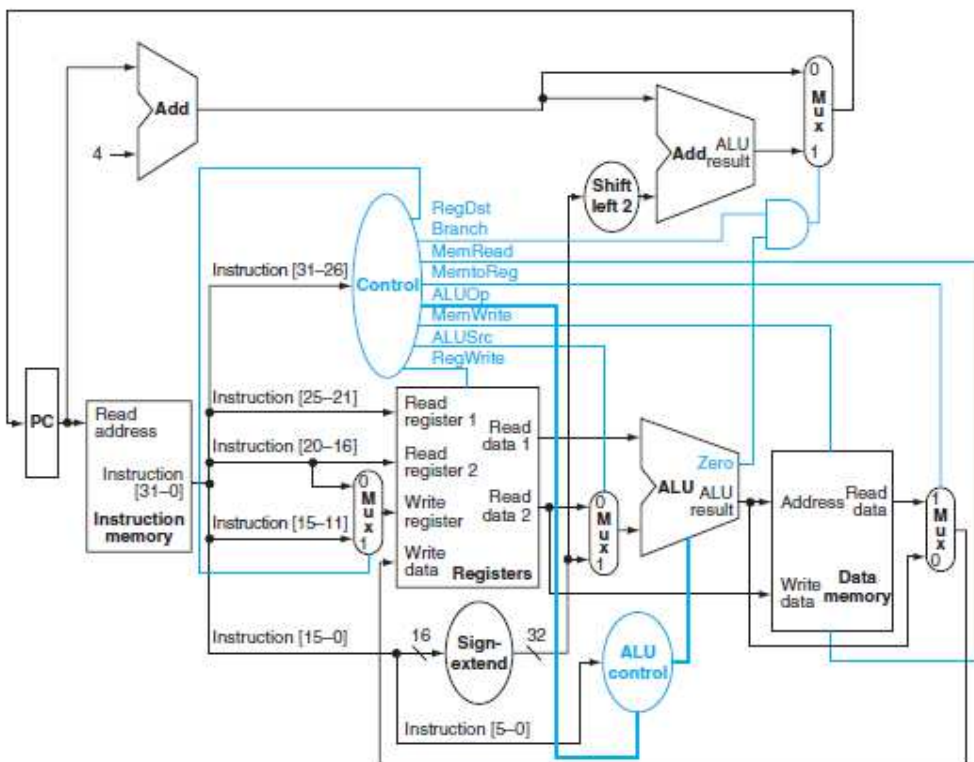 0
M
u
x
1
Add
4
Add
ALU
result
Shift
left 2
RegDst
Branch
MemRead
MemtoReg
ALUOp
MemWrite
ALUSrc
RegWrite
Control
Instruction [31–26]
Instruction [25–21]
Instruction [20–16]
Instruction [15–11]
Instruction [15–0]
Instruction [5–0]
PC
Read
address
Instruction
[31–0]
Instruction
memory
0
M
u
x
1
Read
register 1
Read
register 2
Write
register
Write
data
Read
data 1
Read
data 2
Registers
0
M
u
x
1
Zero
ALU
ALU
result
Address
Read
data
Write
data
Data
memory
1
M
u
x
0
16
Sign-
extend
32
ALU
control